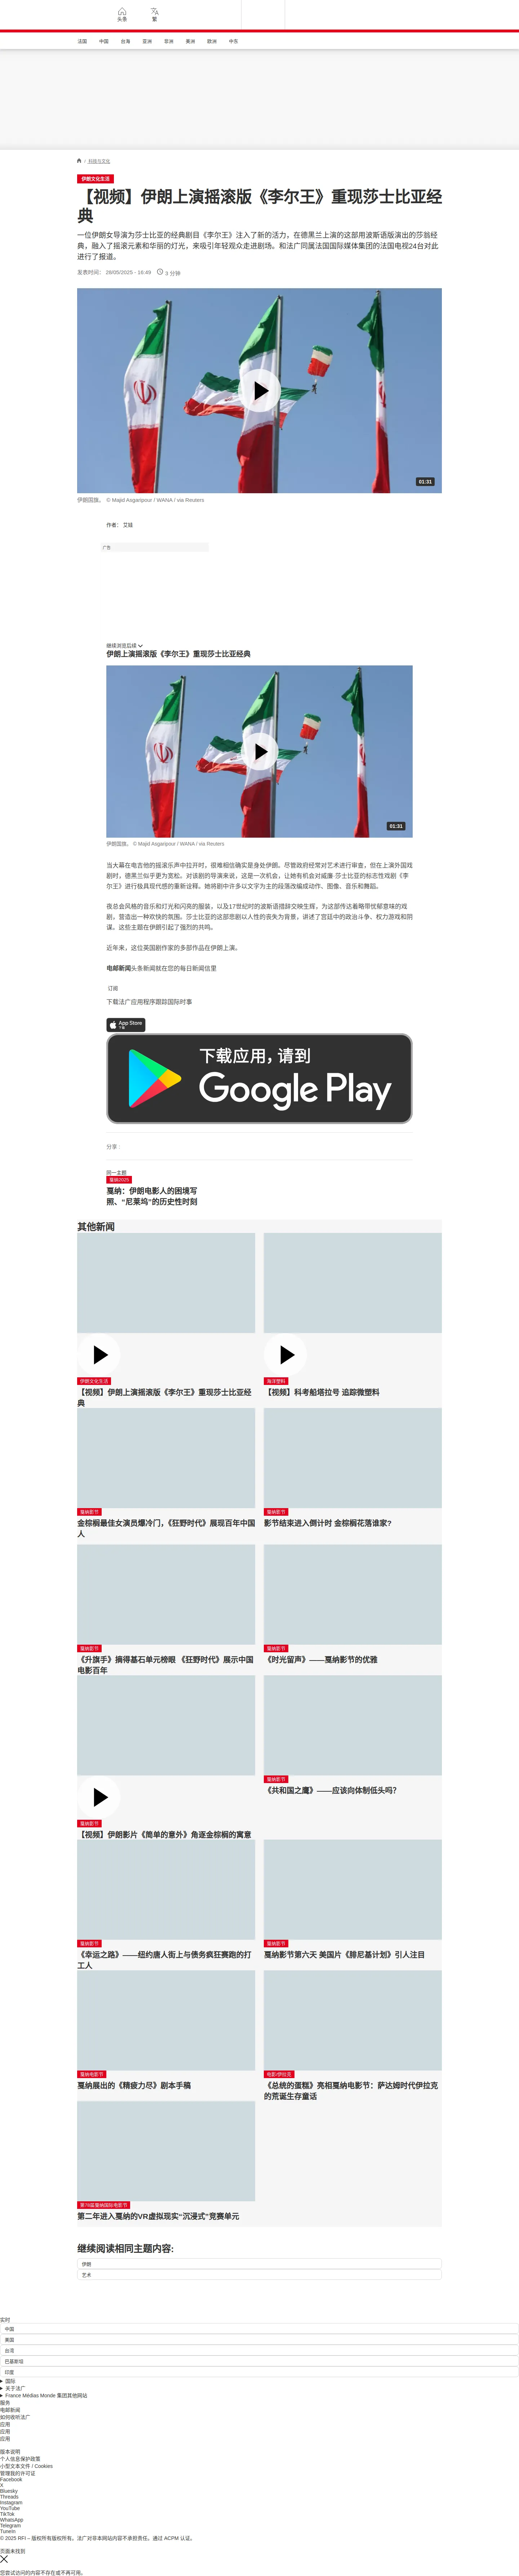 头条
繁
法国 中国 台海 亚洲 非洲 美洲 欧洲 中东
/ 科技与文化
伊朗文化生活
【视频】伊朗上演摇滚版《李尔王》重现莎士比亚经
典
一位伊朗女导演为莎士比亚的经典剧目《李尔王》注入了新的活力，在德黑兰上演的这部用波斯语版演出的莎翁经
典，融入了摇滚元素和华丽的灯光，来吸引年轻观众走进剧场。和法广同属法国国际媒体集团的法国电视24台对此
进行了报道。
发表时间： 28/05/2025 - 16:49 3 分钟
01:31
伊朗国旗。 © Majid Asgaripour / WANA / via Reuters
作者： 艾娃
广告
继续浏览后续
伊朗上演摇滚版《李尔王》重现莎士比亚经典
01:31
伊朗国旗。 © Majid Asgaripour / WANA / via Reuters
当大幕在电吉他的摇滚乐声中拉开时，很难相信确实是身处伊朗。尽管政府经常对艺术进行审查，但在上演外国戏
剧时，德黑兰似乎更为宽松。对该剧的导演来说，这是一次机会，让她有机会对威廉·莎士比亚的标志性戏剧《李
尔王》进行极具现代感的重新诠释。她将剧中许多以文字为主的段落改编成动作、图像、音乐和舞蹈。
夜总会风格的音乐和灯光和闪亮的服装，以及17世纪时的波斯语措辞交映生辉，为这部传达着略带忧郁意味的戏
剧，营造出一种欢快的氛围。莎士比亚的这部悲剧以人性的丧失为背景，讲述了宫廷中的政治斗争、权力游戏和阴
谋。这些主题在伊朗引起了强烈的共鸣。
近年来，这位英国剧作家的多部作品在伊朗上演。
电邮新闻头条新闻就在您的每日新闻信里
订阅
下载法广应用程序跟踪国际时事
App Store
下载
下载应用，请到
Google Play
分享 :
同一主题
戛纳2025
戛纳：伊朗电影人的困境写
照、“尼莱坞”的历史性时刻
其他新闻
伊朗文化生活
【视频】伊朗上演摇滚版《李尔王》重现莎士比亚经
典
海洋塑料
【视频】科考船塔拉号 追踪微塑料
戛纳影节
金棕榈最佳女演员爆冷门，《狂野时代》展现百年中国
人
戛纳影节
影节结束进入倒计时 金棕榈花落谁家?
戛纳影节
《升旗手》摘得基石单元榜眼 《狂野时代》展示中国
电影百年
戛纳影节
《时光留声》——戛纳影节的优雅
戛纳影节
【视频】伊朗影片《简单的意外》角逐金棕榈的寓意
戛纳影节
《共和国之鹰》——应该向体制低头吗?
戛纳影节
《幸运之路》——纽约唐人街上与债务疯狂赛跑的打
工人
戛纳影节
戛纳影节第六天 美国片《腓尼基计划》引人注目
戛纳电影节
戛纳展出的《精疲力尽》剧本手稿
电影/伊拉克
《总统的蛋糕》亮相戛纳电影节：萨达姆时代伊拉克
的荒诞生存童话
第78届戛纳国际电影节
第二年进入戛纳的VR虚拟现实“沉浸式”竞赛单元
继续阅读相同主题内容:
伊朗
艺术
实时
中国
美国
台湾
巴基斯坦
印度
国际
关于法广
France Médias Monde 集团其他网站
服务
电邮新闻
如何收听法广
应用
应用
应用
版本说明
个人信息保护政策
小型文本文件 / Cookies
管理我的许可证
Facebook
X
Bluesky
Threads
Instagram
YouTube
TikTok
WhatsApp
Telegram
TuneIn
© 2025 RFI – 版权所有版权所有。法广对非本网站内容不承担责任。通过 ACPM 认证。
页面未找到
您尝试访问的内容不存在或不再可用。